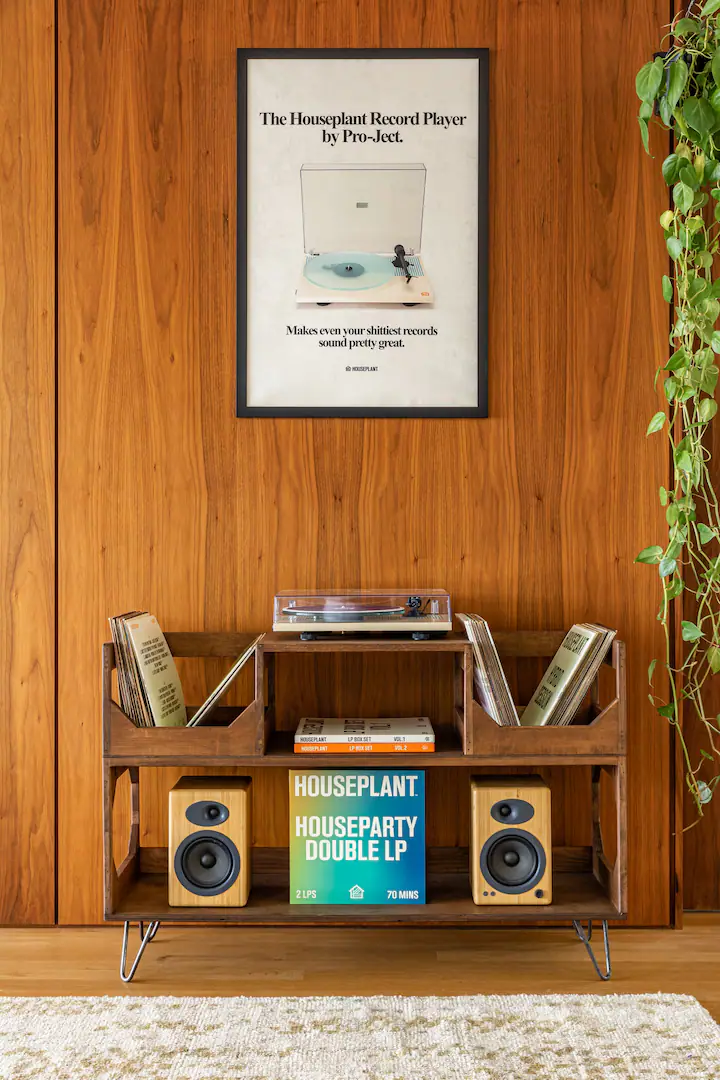 The Houseplant Record Player
by Pro-Ject.
Makes even your shittiest records
sound pretty great.
HOUSEPLANT
HOUSEPLANT LP BOX SET VOL 1
HOUSEPLANT LP BOX SET VOL 2
HOUSEPLANT
HOUSEPARTY
DOUBLE LP
2 LPS 70 MINS